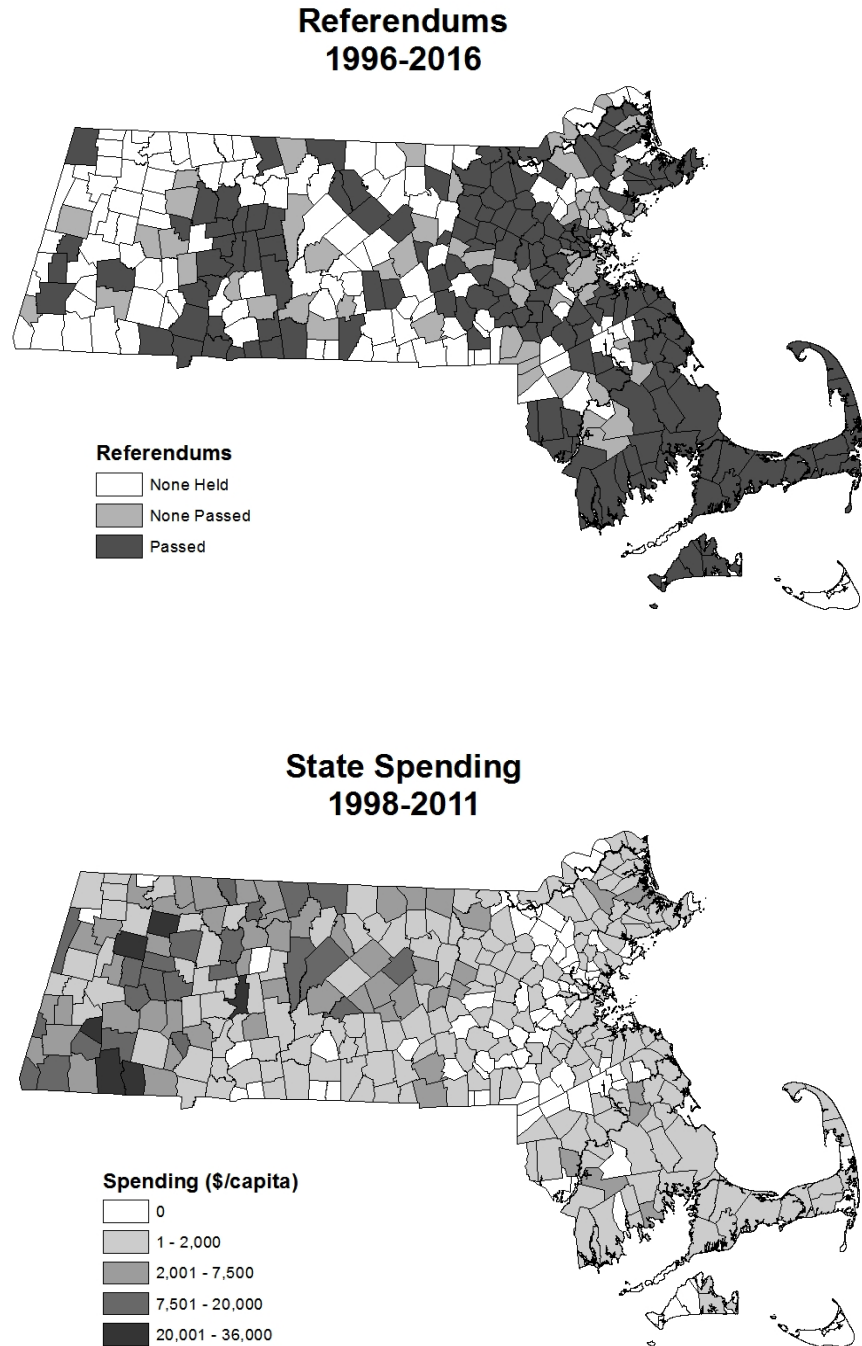 Referendums
1996-2016
Referendums
None Held
None Passed
Passed
State Spending
1998-2011
Spending ($/capita)
0
1 - 2,000
2,001 - 7,500
7,501 - 20,000
20,001 - 36,000